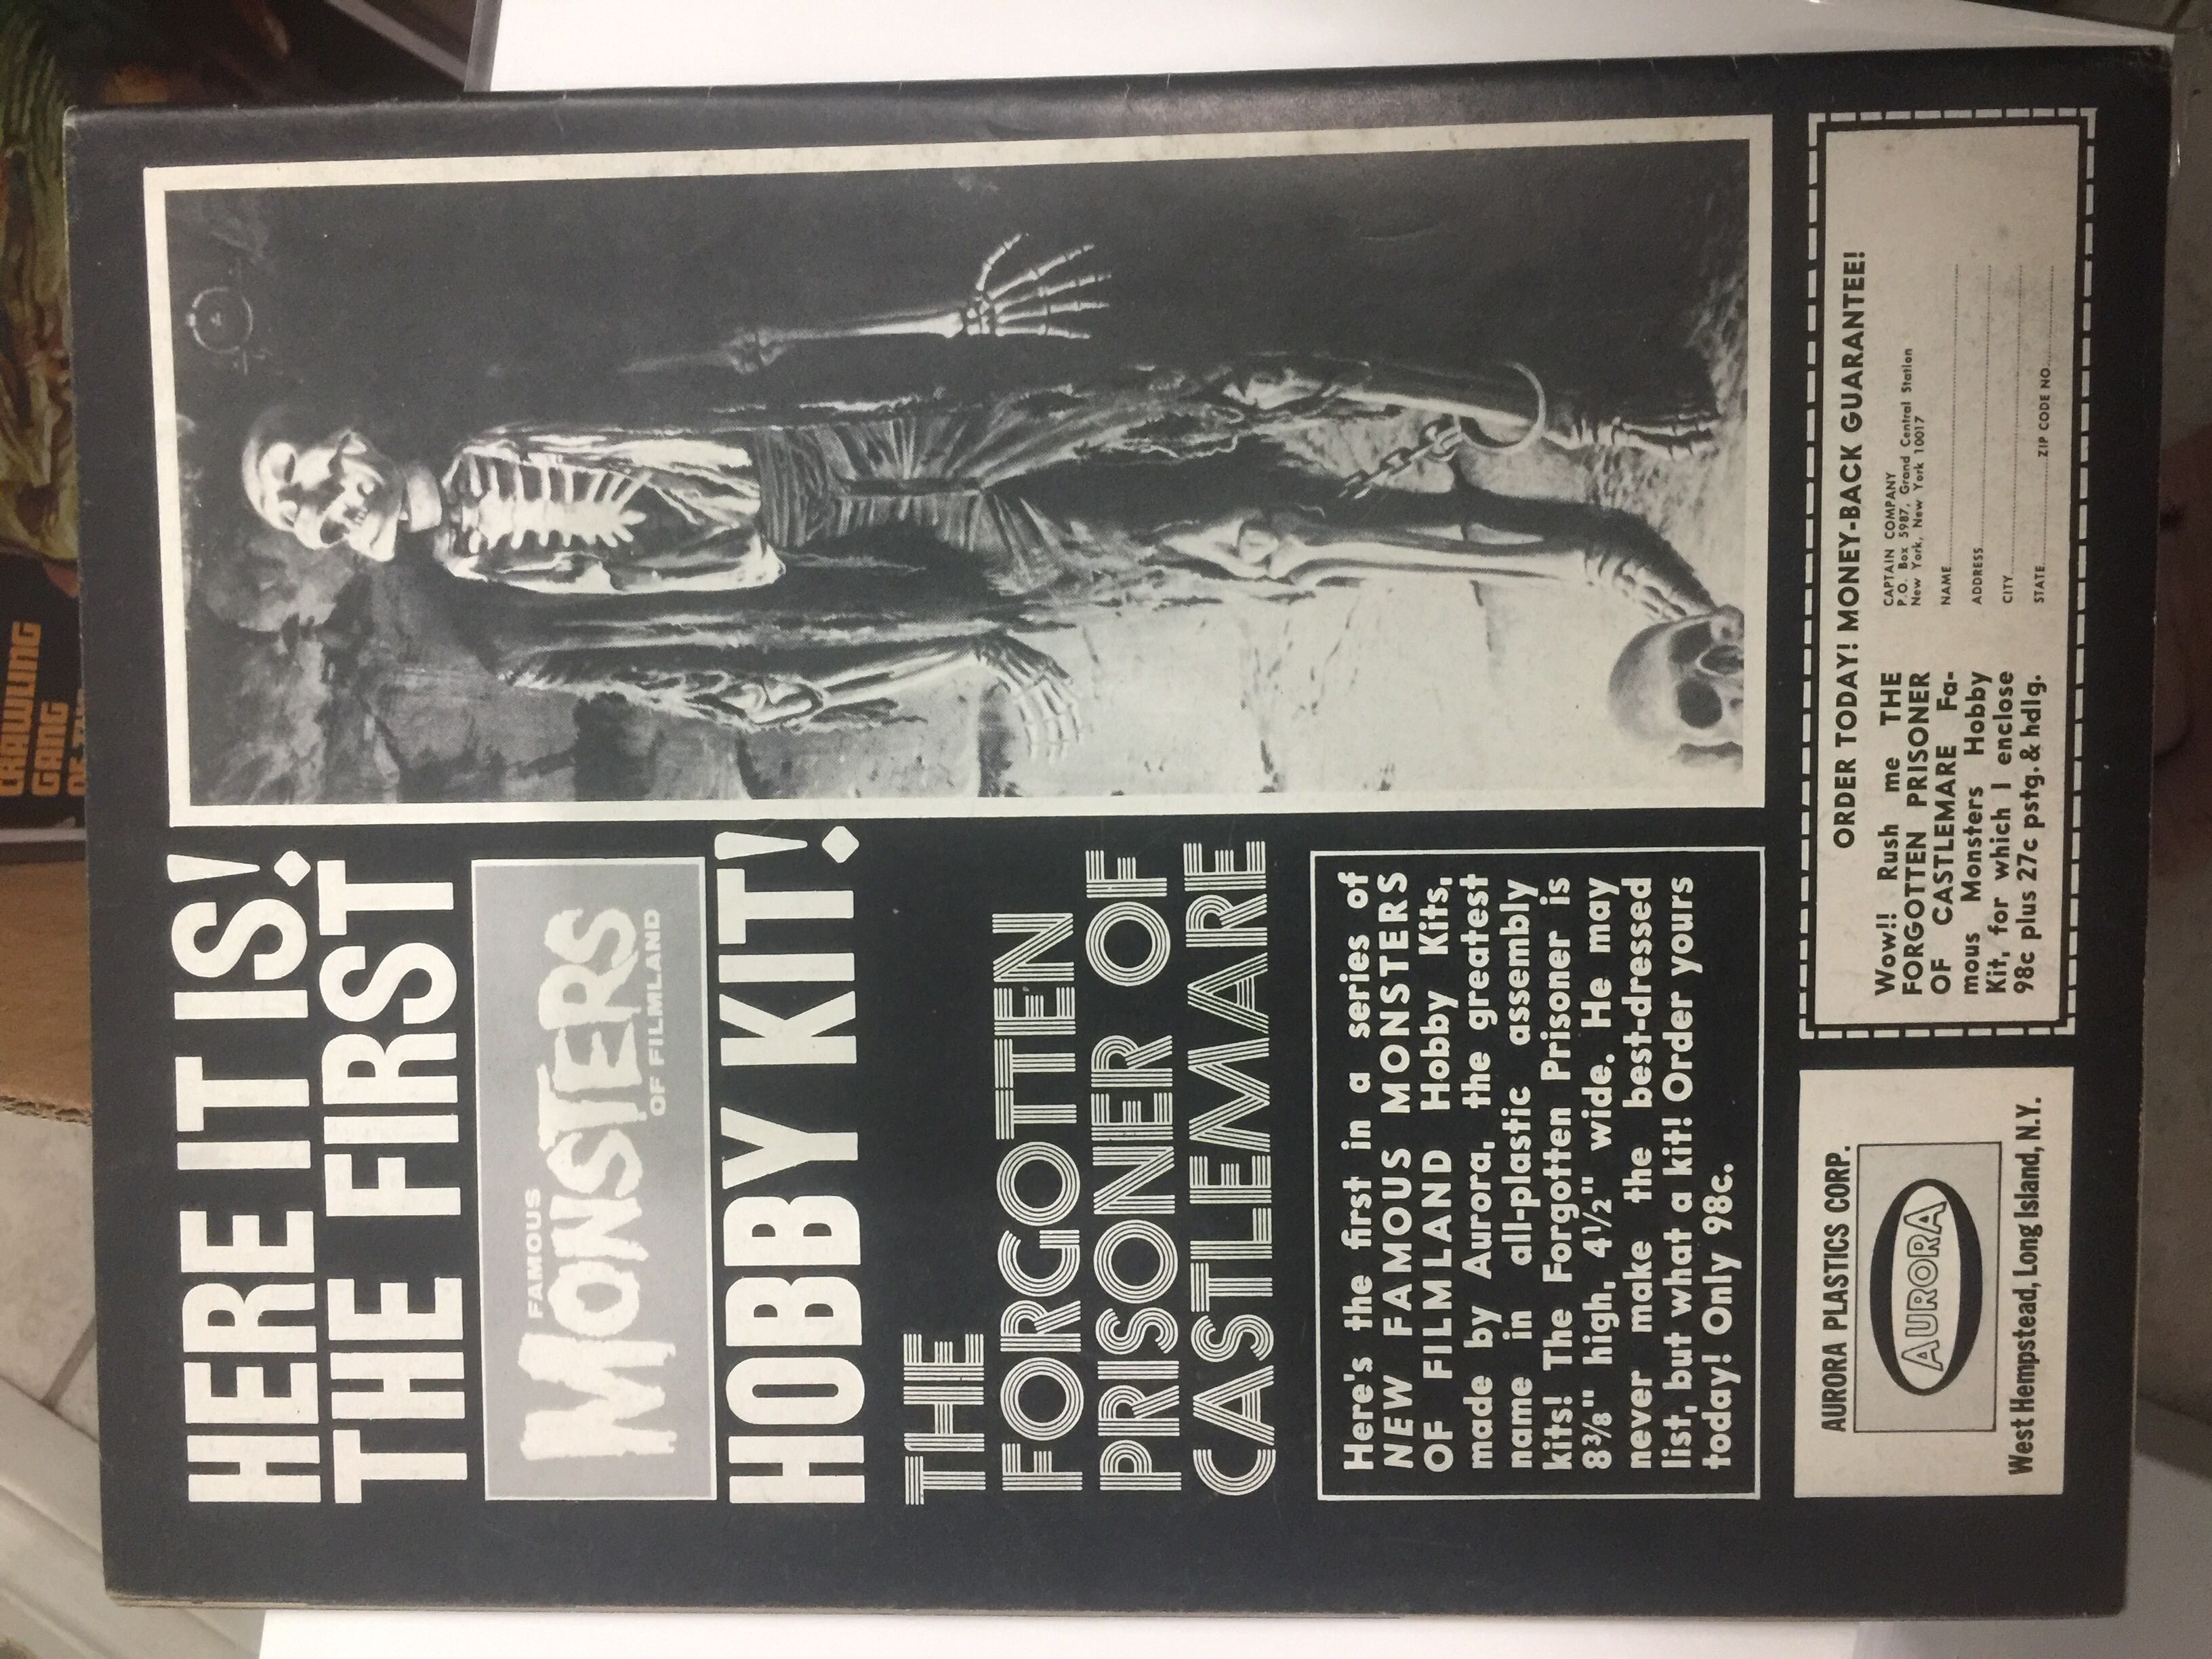 HERE IT IS!
THE FIRST
FAMOUS
MONSTERS
OF FILMLAND
HOBBY KIT!
THE
FORGOTTEN
PRISONER OF
CASTLEMARE
Here's the first in a series of
NEW FAMOUS MONSTERS
OF FILMLAND Hobby Kits,
made by Aurora, the greatest
name in all-plastic assembly
kits! The Forgotten Prisoner is
8⅜" high, 4½" wide. He may
never make the best-dressed
list, but what a kit! Order yours
today! Only 98c.
AURORA PLASTICS CORP.
AURORA
West Hempstead, Long Island, N.Y.
ORDER TODAY! MONEY-BACK GUARANTEE!
Wow!! Rush me THE
FORGOTTEN PRISONER
OF CASTLEMARE Fa-
mous Monsters Hobby
Kit, for which I enclose
98c plus 27c pstg. & hdlg.
CAPTAIN COMPANY
P.O. Box 5987, Grand Central Station
New York, New York 10017
NAME
ADDRESS
CITY
STATE ZIP CODE NO.
CRAWLING
GANG